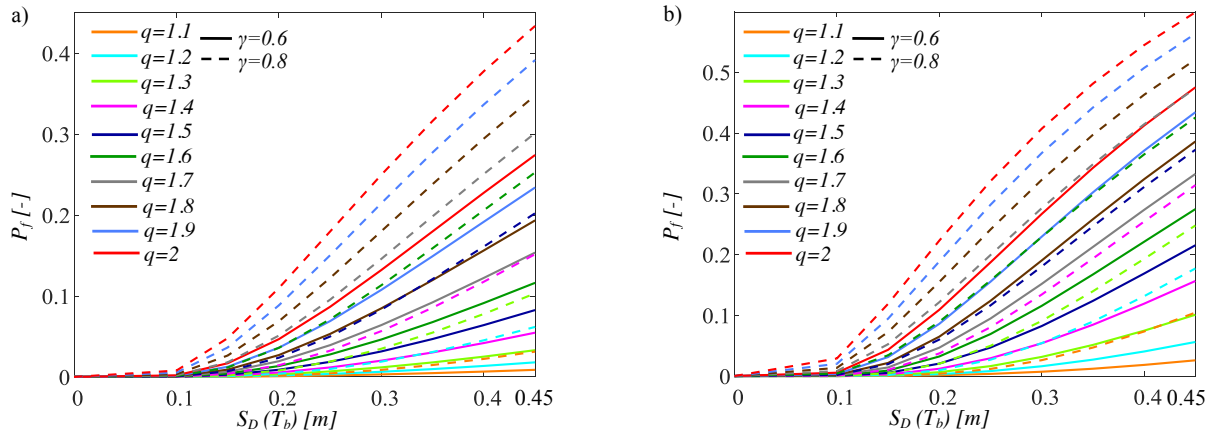 a)
q=1.1
q=1.2
q=1.3
q=1.4
q=1.5
q=1.6
q=1.7
q=1.8
q=1.9
q=2
γ=0.6
γ=0.8
0.4
0.3
0.2
0.1
0
P_f [-]
0 0.1 0.2 0.3 0.4 0.45
S_D (T_b) [m]
b)
q=1.1
q=1.2
q=1.3
q=1.4
q=1.5
q=1.6
q=1.7
q=1.8
q=1.9
q=2
γ=0.6
γ=0.8
0.5
0.4
0.3
0.2
0.1
0
P_f [-]
0 0.1 0.2 0.3 0.4 0.45
S_D (T_b) [m]